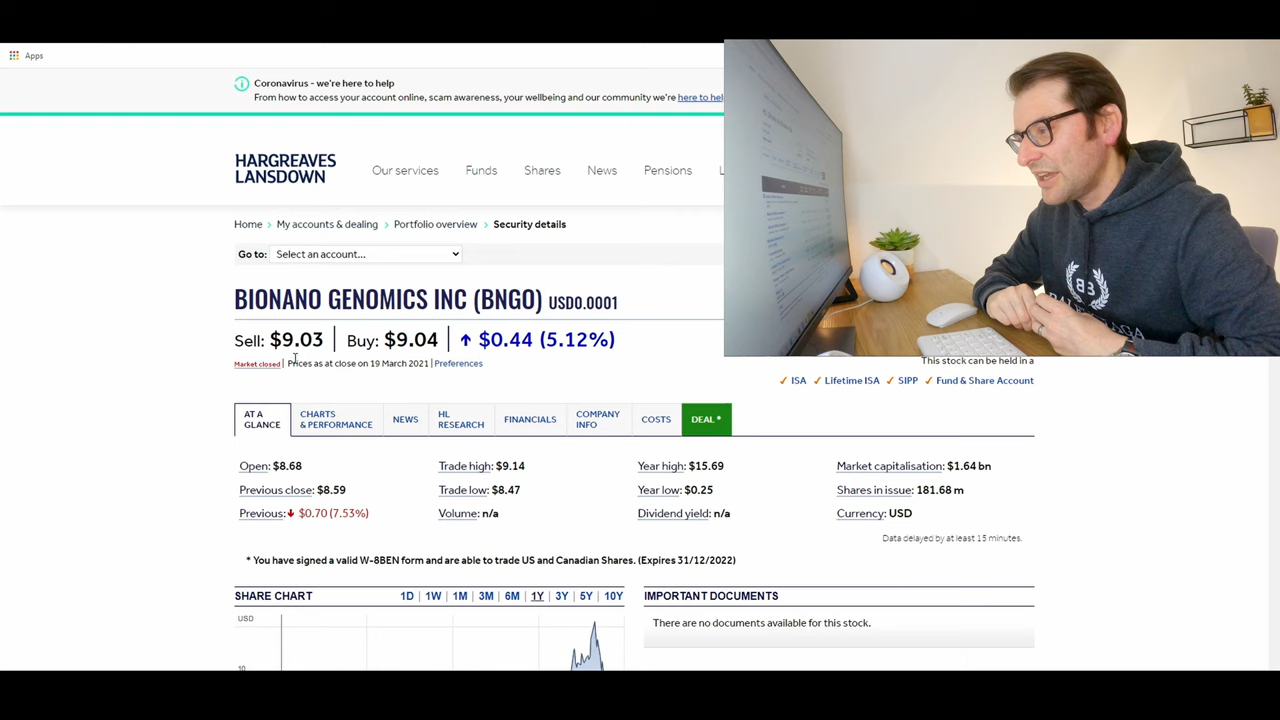 Apps
Coronavirus - we're here to help
From how to access your account online, scam awareness, your wellbeing and our community we're here to help
HARGREAVES
LANSDOWN
Our services Funds Shares News Pensions
Home > My accounts & dealing > Portfolio overview > Security details
Go to: Select an account...
BIONANO GENOMICS INC (BNGO) USD0.0001
Sell: $9.03 | Buy: $9.04 | $0.44 (5.12%)
Market closed | Prices as at close on 19 March 2021 | Preferences
This stock can be held in a
✓ ISA ✓ Lifetime ISA ✓ SIPP ✓ Fund & Share Account
AT A GLANCE
CHARTS & PERFORMANCE
NEWS
HL RESEARCH
FINANCIALS
COMPANY INFO
COSTS
DEAL *
Open: $8.68 Trade high: $9.14 Year high: $15.69 Market capitalisation: $1.64 bn
Previous close: $8.59 Trade low: $8.47 Year low: $0.25 Shares in issue: 181.68 m
Previous: $0.70 (7.53%) Volume: n/a Dividend yield: n/a Currency: USD
Data delayed by at least 15 minutes.
* You have signed a valid W-8BEN form and are able to trade US and Canadian Shares. (Expires 31/12/2022)
SHARE CHART 1D | 1W | 1M | 3M | 6M | 1Y | 3Y | 5Y | 10Y
IMPORTANT DOCUMENTS
USD
There are no documents available for this stock.
10